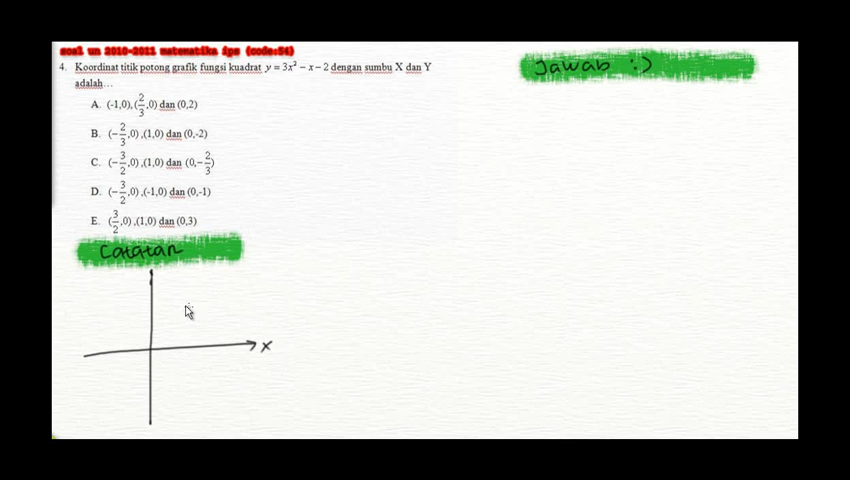 soal un 2010-2011 matematika ips (code:54)
4. Koordinat titik potong grafik fungsi kuadrat y = 3x² − x − 2 dengan sumbu X dan Y
adalah…
A. (-1,0), (2/3,0) dan (0,2)
B. (−2/3,0) ,(1,0) dan (0,-2)
C. (−3/2,0) ,(1,0) dan (0,−2/3)
D. (−3/2,0) ,(-1,0) dan (0,-1)
E. (3/2,0) ,(1,0) dan (0,3)
Jawab :)
Catatan
x